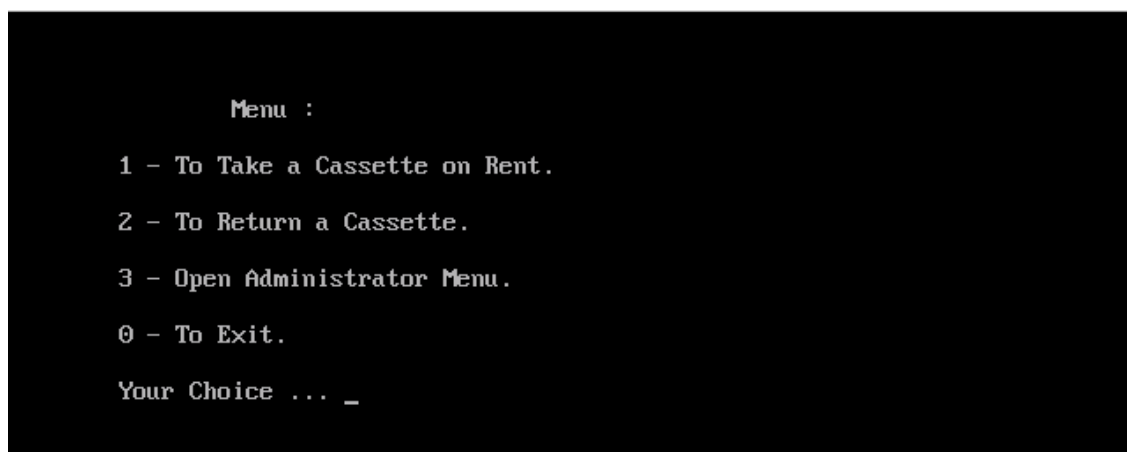 Menu :
1 - To Take a Cassette on Rent.
2 - To Return a Cassette.
3 - Open Administrator Menu.
0 - To Exit.
Your Choice ... _